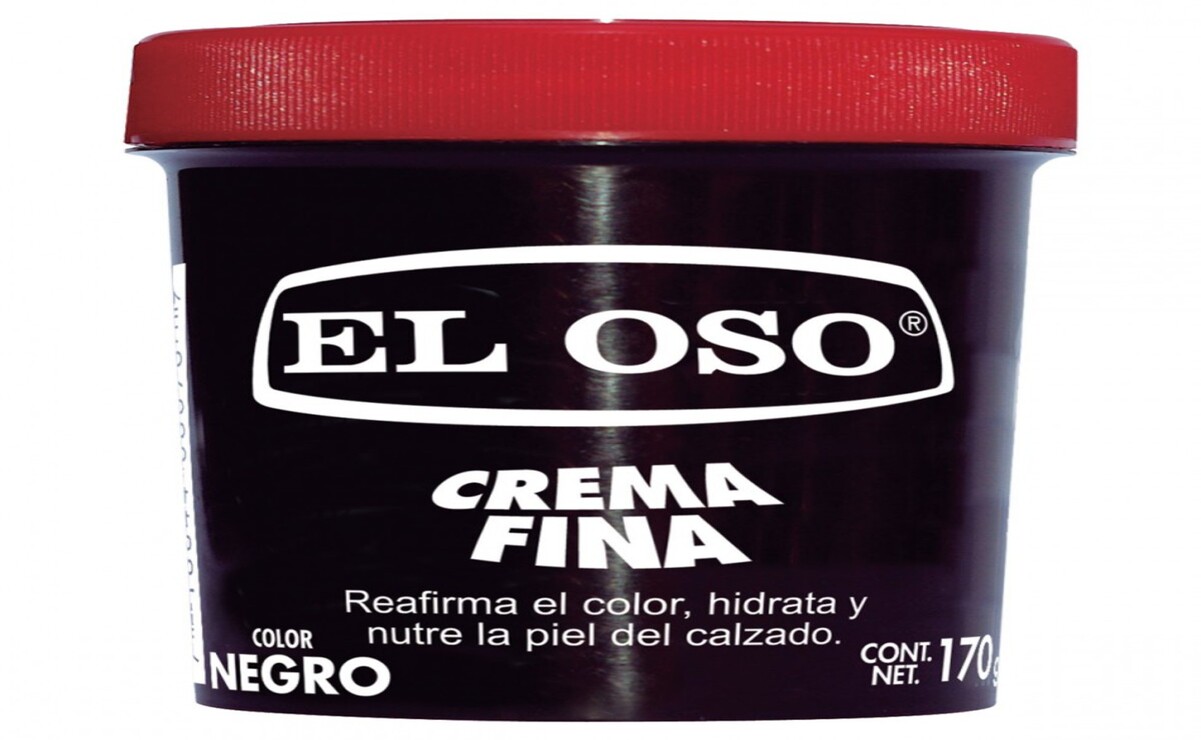 EL OSO®
CREMA
FINA
Reafirma el color, hidrata y
nutre la piel del calzado.
COLOR
NEGRO
CONT.
NET. 170g